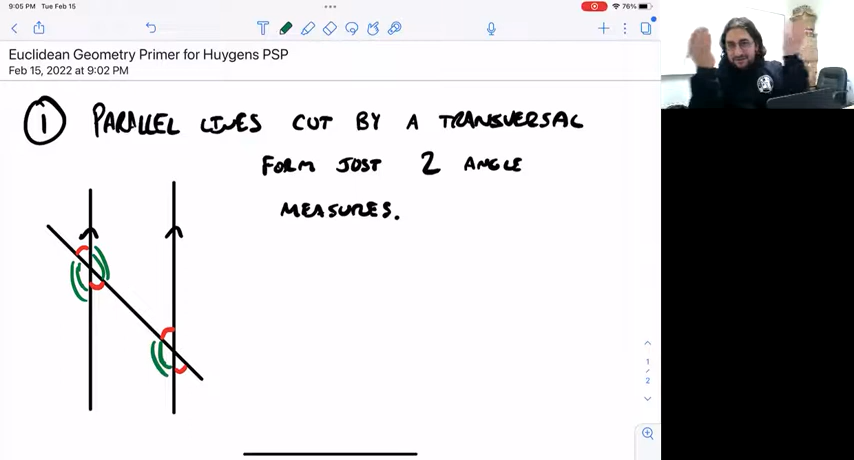 9:05 PM Tue Feb 15
76%
Euclidean Geometry Primer for Huygens PSP
Feb 15, 2022 at 9:02 PM
① PARALLEL LINES CUT BY A TRANSVERSAL
FORM JUST 2 ANGLE
MEASURES.
1
/
2